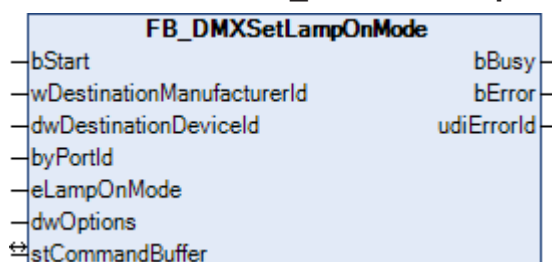 FB_DMXSetLampOnMode
bStart bBusy
wDestinationManufacturerId bError
dwDestinationDeviceId udiErrorId
byPortId
eLampOnMode
dwOptions
stCommandBuffer